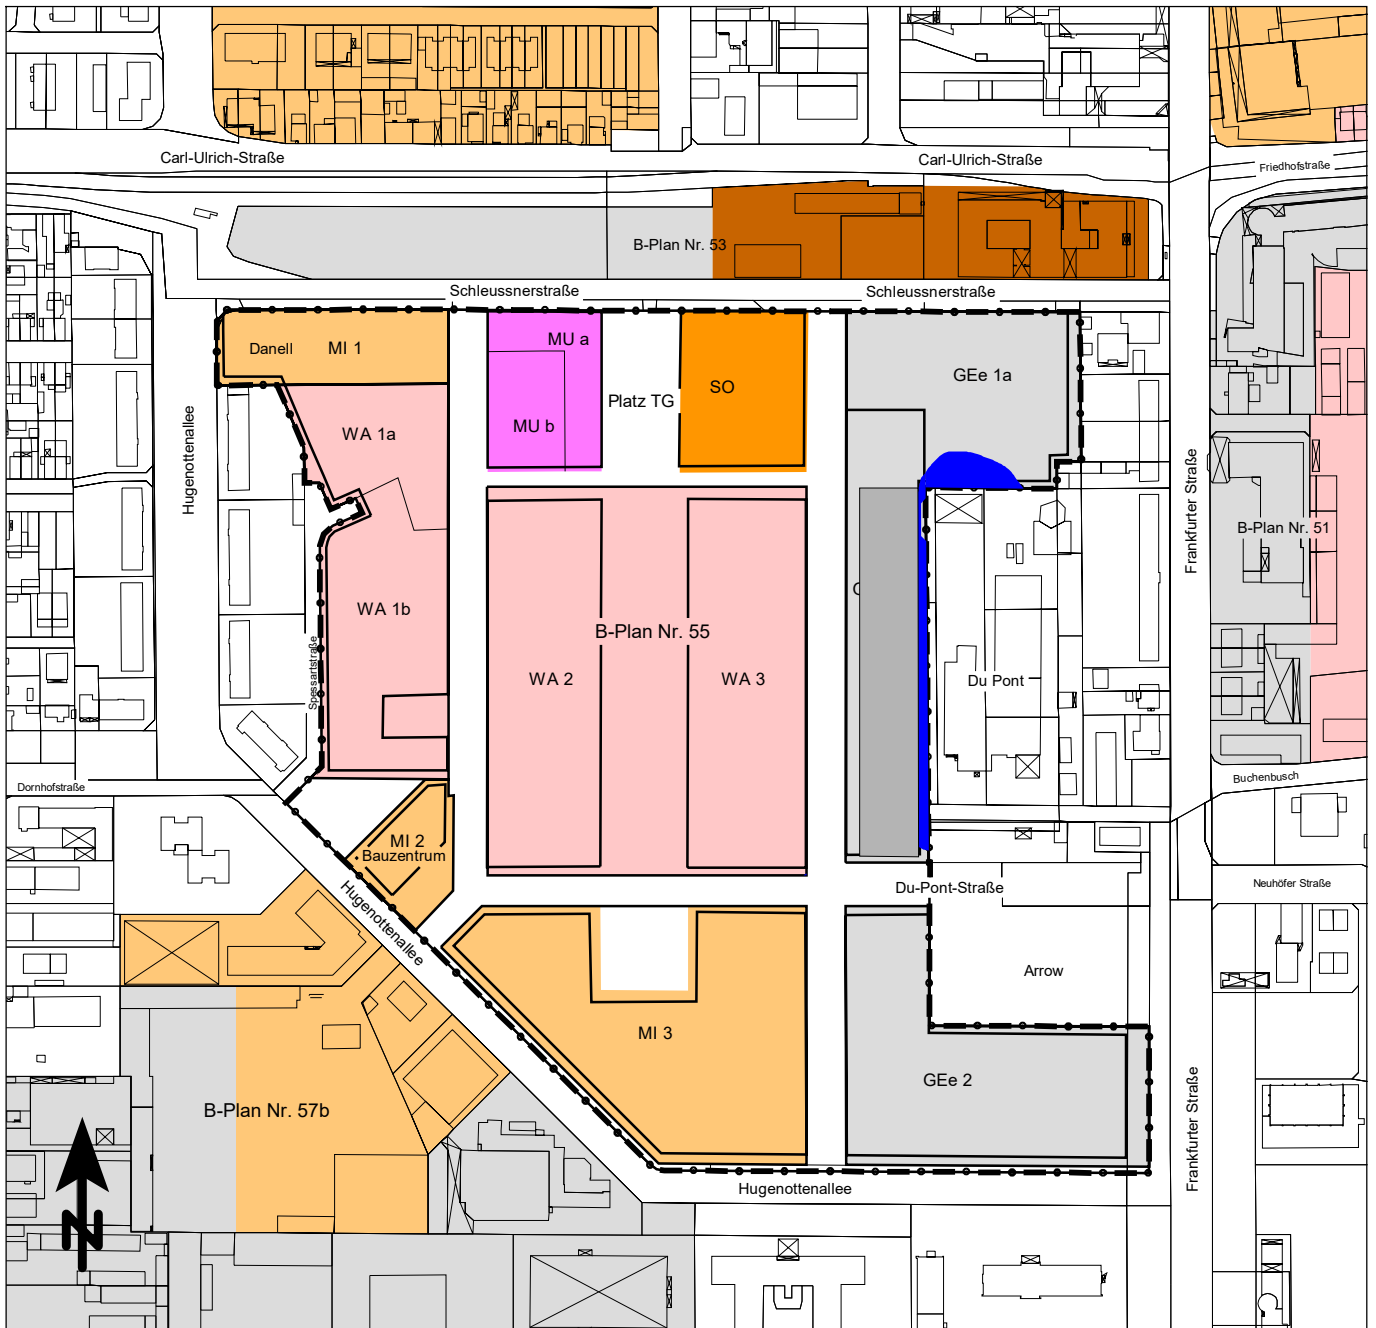 Carl-Ulrich-Straße
Carl-Ulrich-Straße
Friedhofstraße
B-Plan Nr. 53
Schleussnerstraße
Schleussnerstraße
Danell
MI 1
MU a
Platz TG
SO
GEe 1a
WA 1a
MU b
Hugenottenallee
Frankfurter Straße
B-Plan Nr. 51
WA 1b
B-Plan Nr. 55
Spessartstraße
WA 2
WA 3
Du Pont
Dornhofstraße
Buchenbusch
MI 2
Bauzentrum
Hugenottenallee
Du-Pont-Straße
Neuhöfer Straße
Arrow
MI 3
GEe 2
B-Plan Nr. 57b
Frankfurter Straße
Hugenottenallee
N